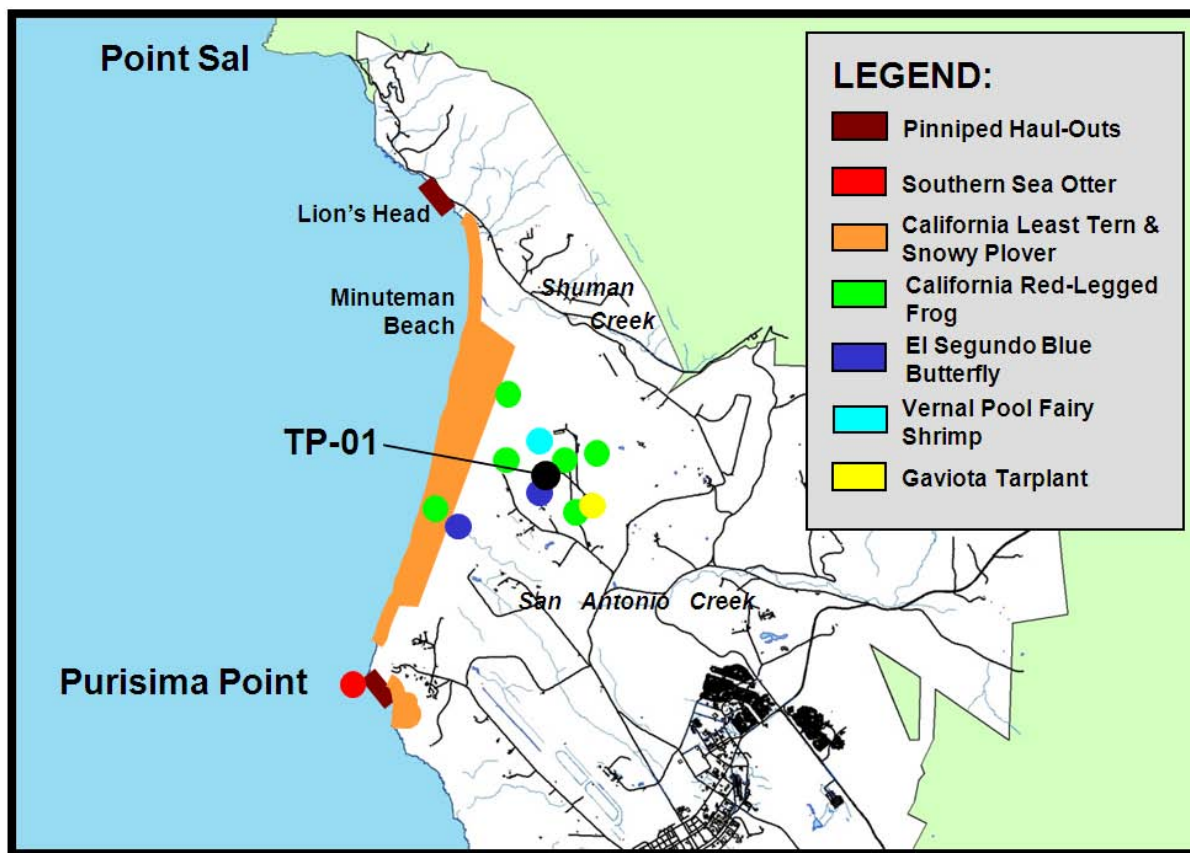 Point Sal
Lion's Head
Minuteman
Beach
Shuman
Creek
TP-01
San Antonio Creek
Purisima Point
LEGEND:
Pinniped Haul-Outs
Southern Sea Otter
California Least Tern &
Snowy Plover
California Red-Legged
Frog
El Segundo Blue
Butterfly
Vernal Pool Fairy
Shrimp
Gaviota Tarplant